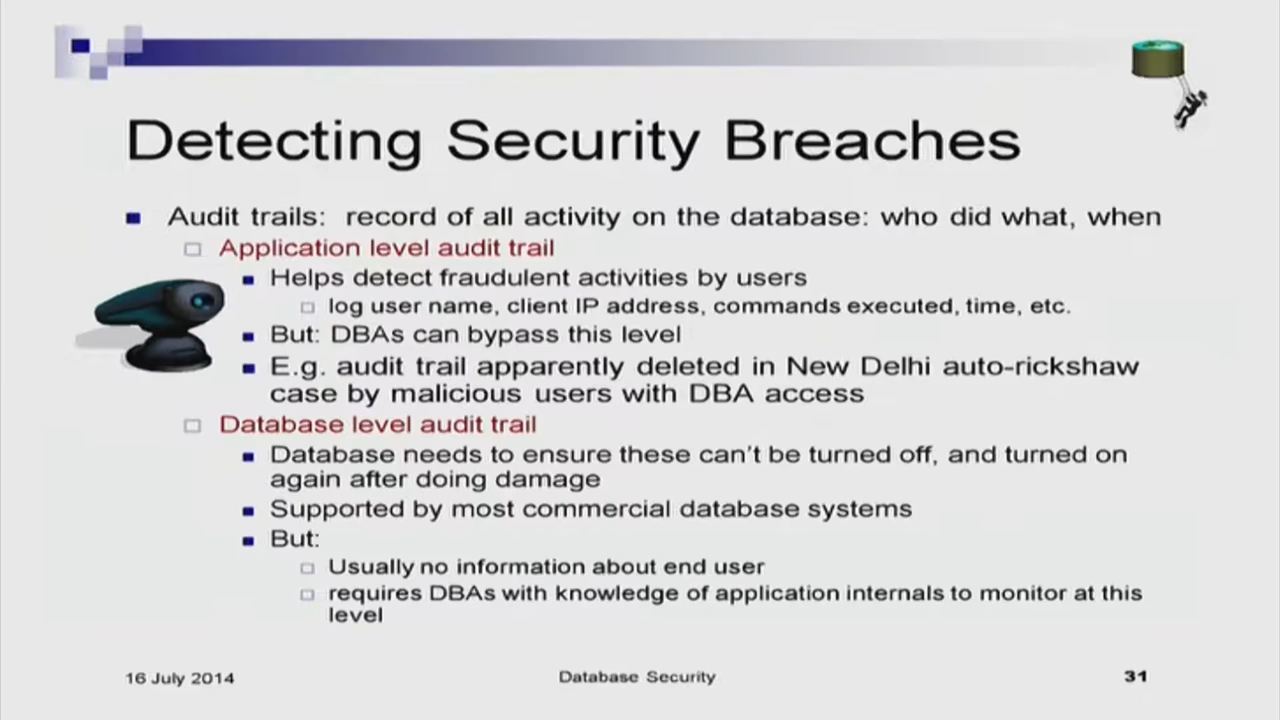 Detecting Security Breaches
Audit trails: record of all activity on the database: who did what, when
Application level audit trail
Helps detect fraudulent activities by users
log user name, client IP address, commands executed, time, etc.
But: DBAs can bypass this level
E.g. audit trail apparently deleted in New Delhi auto-rickshaw
case by malicious users with DBA access
Database level audit trail
Database needs to ensure these can't be turned off, and turned on
again after doing damage
Supported by most commercial database systems
But:
Usually no information about end user
requires DBAs with knowledge of application internals to monitor at this
level
16 July 2014
Database Security
31